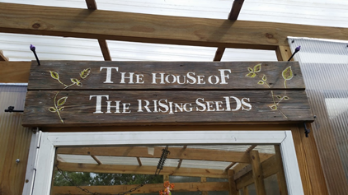 The House of
The Rising Seeds